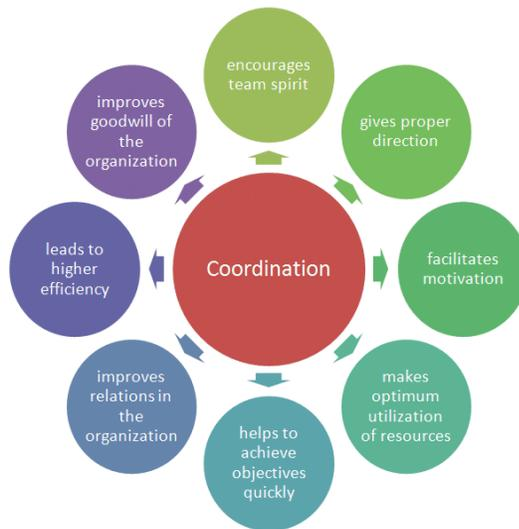 encourages
team spirit
gives proper
direction
facilitates
motivation
makes
optimum
utilization
of resources
helps to
achieve
objectives
quickly
improves
relations in
the
organization
leads to
higher
efficiency
improves
goodwill of
the
organization
Coordination